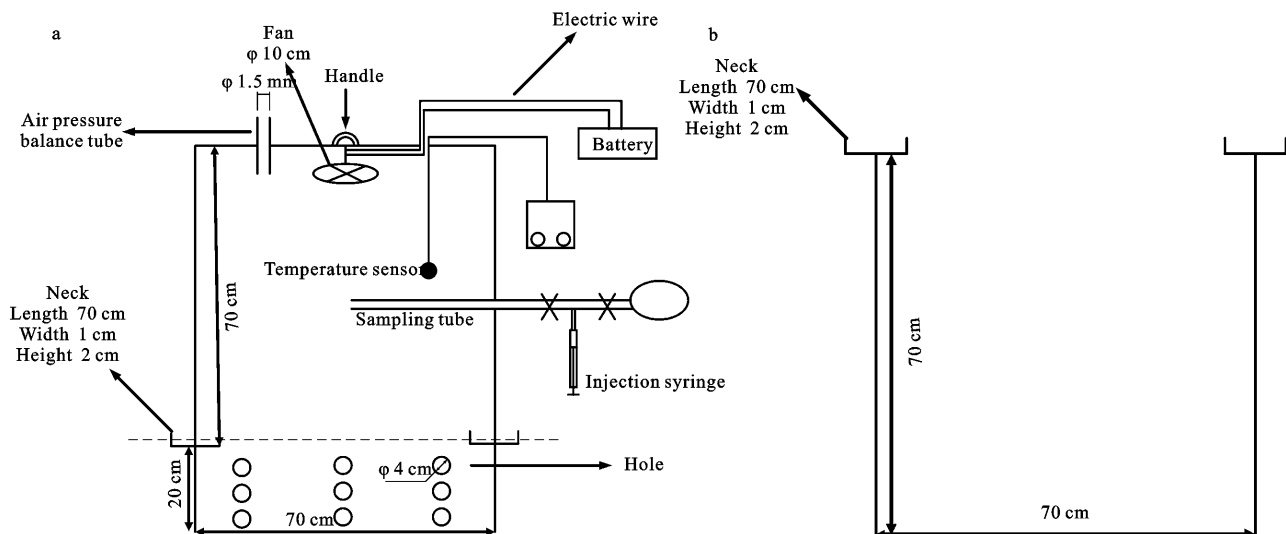 a
Fan
φ 10 cm
φ 1.5 mm
Handle
Electric wire
Air pressure
balance tube
Battery
Temperature sensor
70 cm
Sampling tube
Injection syringe
Neck
Length 70 cm
Width 1 cm
Height 2 cm
φ 4 cm
Hole
20 cm
70 cm
b
Neck
Length 70 cm
Width 1 cm
Height 2 cm
70 cm
70 cm